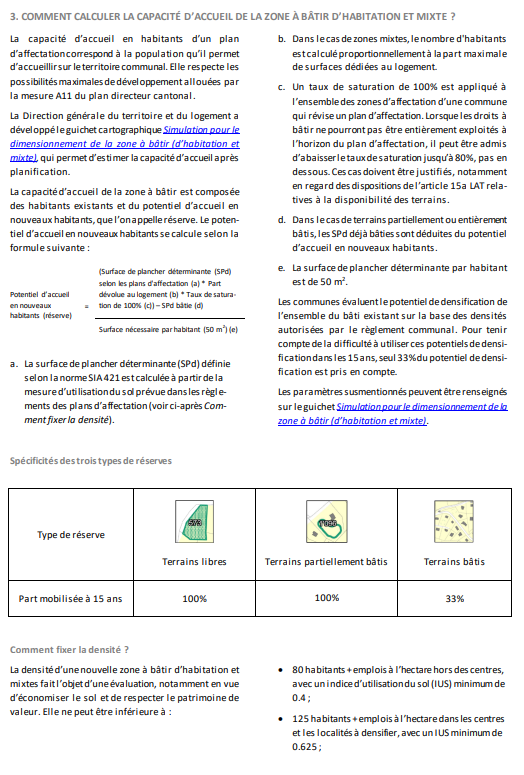 3. COMMENT CALCULER LA CAPACITÉ D'ACCUEIL DE LA ZONE À BÂTIR D'HABITATION ET MIXTE ?
La capacité d'accueil en habitants d'un plan
d'affectation correspond à la population qu'il permet
d'accueillir sur le territoire communal. Elle respecte les
possibilités maximales de développement allouées par
la mesure A11 du plan directeur cantonal.
La Direction générale du territoire et du logement a
développé le guichet cartographique Simulation pour le
dimensionnement de la zone à bâtir (d'habitation et
mixte), qui permet d'estimer la capacité d'accueil après
planification.
La capacité d'accueil de la zone à bâtir est composée
des habitants existants et du potentiel d'accueil en
nouveaux habitants, que l'on appelle réserve. Le poten-
tiel d'accueil en nouveaux habitants se calcule selon la
formule suivante :
Potentiel d'accueil
en nouveaux
habitants (réserve)
=
(Surface de plancher déterminante (SPd)
selon les plans d'affectation (a) * Part
dévolue au logement (b) * Taux de satura-
tion de 100% (c)) – SPd bâtie (d)
Surface nécessaire par habitant (50 m²) (e)
a. La surface de plancher déterminante (SPd) définie
selon la norme SIA 421 est calculée à partir de la
mesure d'utilisation du sol prévue dans les règle-
ments des plans d'affectation (voir ci-après Com-
ment fixer la densité).
b. Dans le cas de zones mixtes, le nombre d'habitants
est calculé proportionnellement à la part maximale
de surfaces dédiées au logement.
c. Un taux de saturation de 100% est appliqué à
l'ensemble des zones d'affectation d'une commune
qui révise un plan d'affectation. Lorsque les droits à
bâtir ne pourront pas être entièrement exploités à
l'horizon du plan d'affectation, il peut être admis
d'abaisser le taux de saturation jusqu'à 80%, pas en
dessous. Ces cas doivent être justifiés, notamment
en regard des dispositions de l'article 15a LAT rela-
tives à la disponibilité des terrains.
d. Dans le cas de terrains partiellement ou entièrement
bâtis, les SPd déjà bâties sont déduites du potentiel
d'accueil en nouveaux habitants.
e. La surface de plancher déterminante par habitant
est de 50 m².
Les communes évaluent le potentiel de densification de
l'ensemble du bâti existant sur la base des densités
autorisées par le règlement communal. Pour tenir
compte de la difficulté à utiliser ces potentiels de densi-
fication dans les 15 ans, seul 33% du potentiel de densi-
fication est pris en compte.
Les paramètres susmentionnés peuvent être renseignés
sur le guichet Simulation pour le dimensionnement de la
zone à bâtir (d'habitation et mixte).
Spécificités des trois types de réserves
Type de réserve
Terrains libres
Terrains partiellement bâtis
Terrains bâtis
Part mobilisée à 15 ans
100%
100%
33%
Comment fixer la densité ?
La densité d'une nouvelle zone à bâtir d'habitation et
mixtes fait l'objet d'une évaluation, notamment en vue
d'économiser le sol et de respecter le patrimoine de
valeur. Elle ne peut être inférieure à :
• 80 habitants + emplois à l'hectare hors des centres,
avec un indice d'utilisation du sol (IUS) minimum de
0.4 ;
• 125 habitants + emplois à l'hectare dans les centres
et les localités à densifier, avec un IUS minimum de
0.625 ;